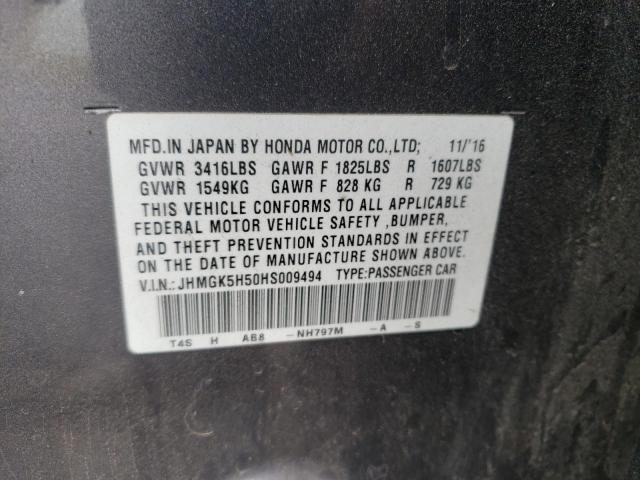 MFD.IN JAPAN BY HONDA MOTOR CO.,LTD; 11/'16
GVWR 3416LBS GAWR F 1825LBS R 1607LBS
GVWR 1549KG GAWR F 828 KG R 729 KG
THIS VEHICLE CONFORMS TO ALL APPLICABLE
FEDERAL MOTOR VEHICLE SAFETY ,BUMPER,
AND THEFT PREVENTION STANDARDS IN EFFECT
ON THE DATE OF MANUFACTURE SHOWN ABOVE.
V.I.N.: JHMGK5H50HS009494 TYPE:PASSENGER CAR
T4S H AB8 -NH797M -A -S